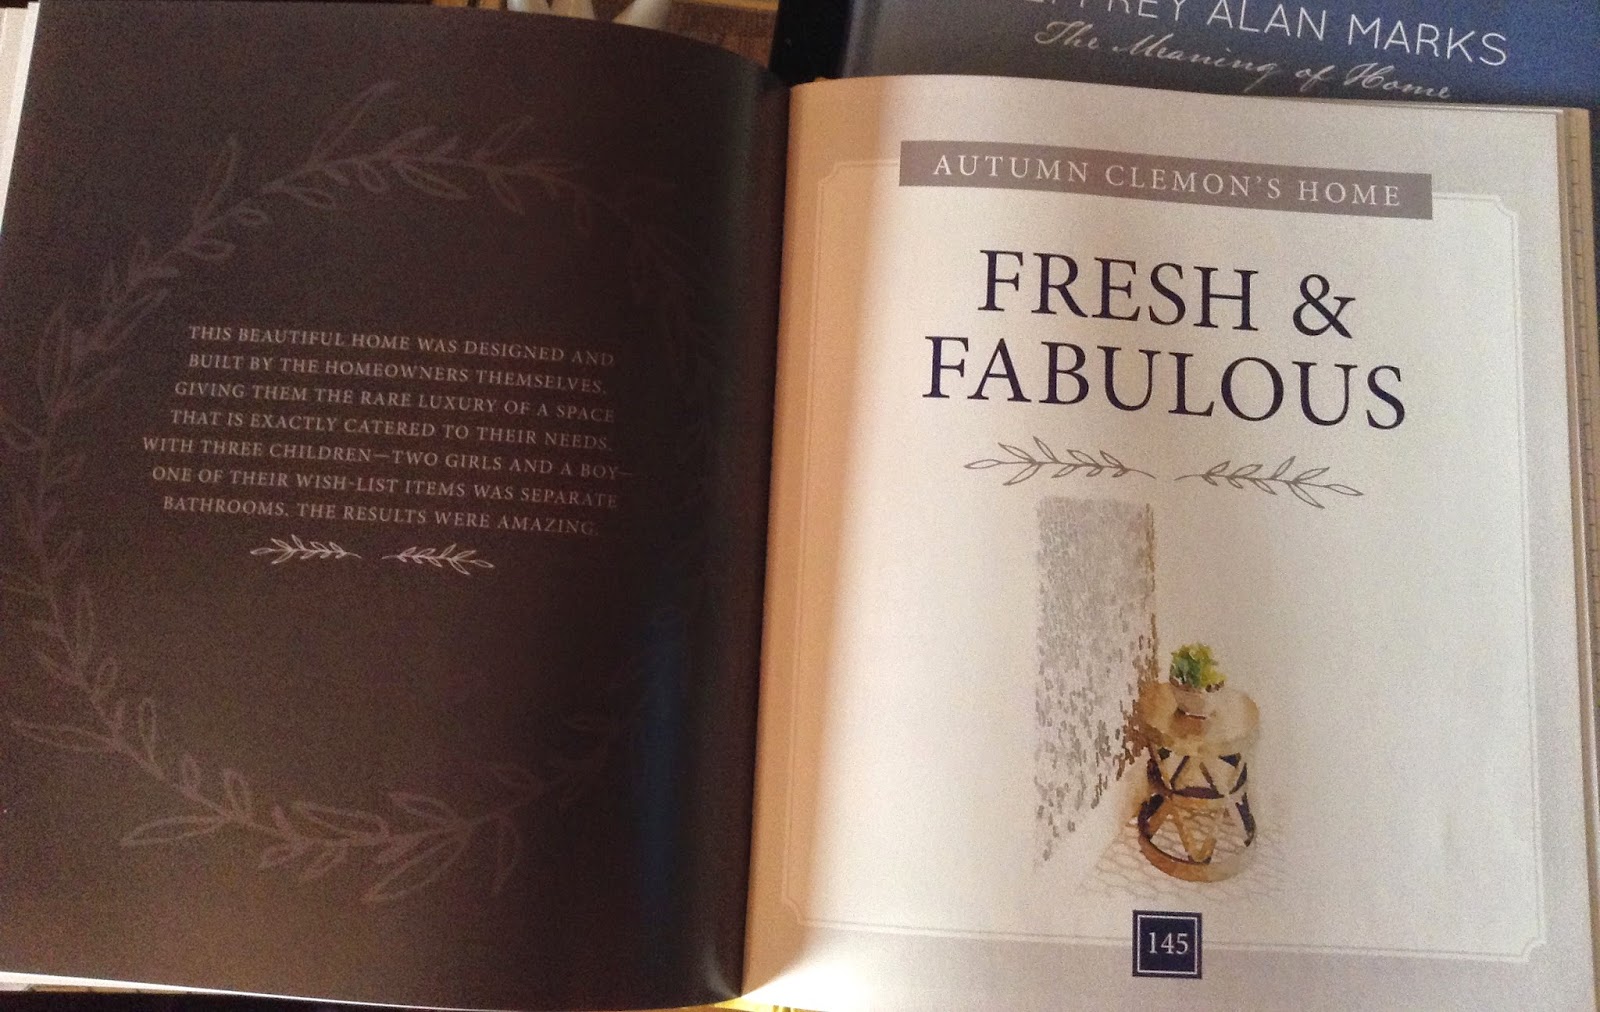 THIS BEAUTIFUL HOME WAS DESIGNED AND
BUILT BY THE HOMEOWNERS THEMSELVES,
GIVING THEM THE RARE LUXURY OF A SPACE
THAT IS EXACTLY CATERED TO THEIR NEEDS.
WITH THREE CHILDREN—TWO GIRLS AND A BOY—
ONE OF THEIR WISH-LIST ITEMS WAS SEPARATE
BATHROOMS. THE RESULTS WERE AMAZING.
ALAN MARKS
The Meaning of Home
AUTUMN CLEMON'S HOME
FRESH &
FABULOUS
145